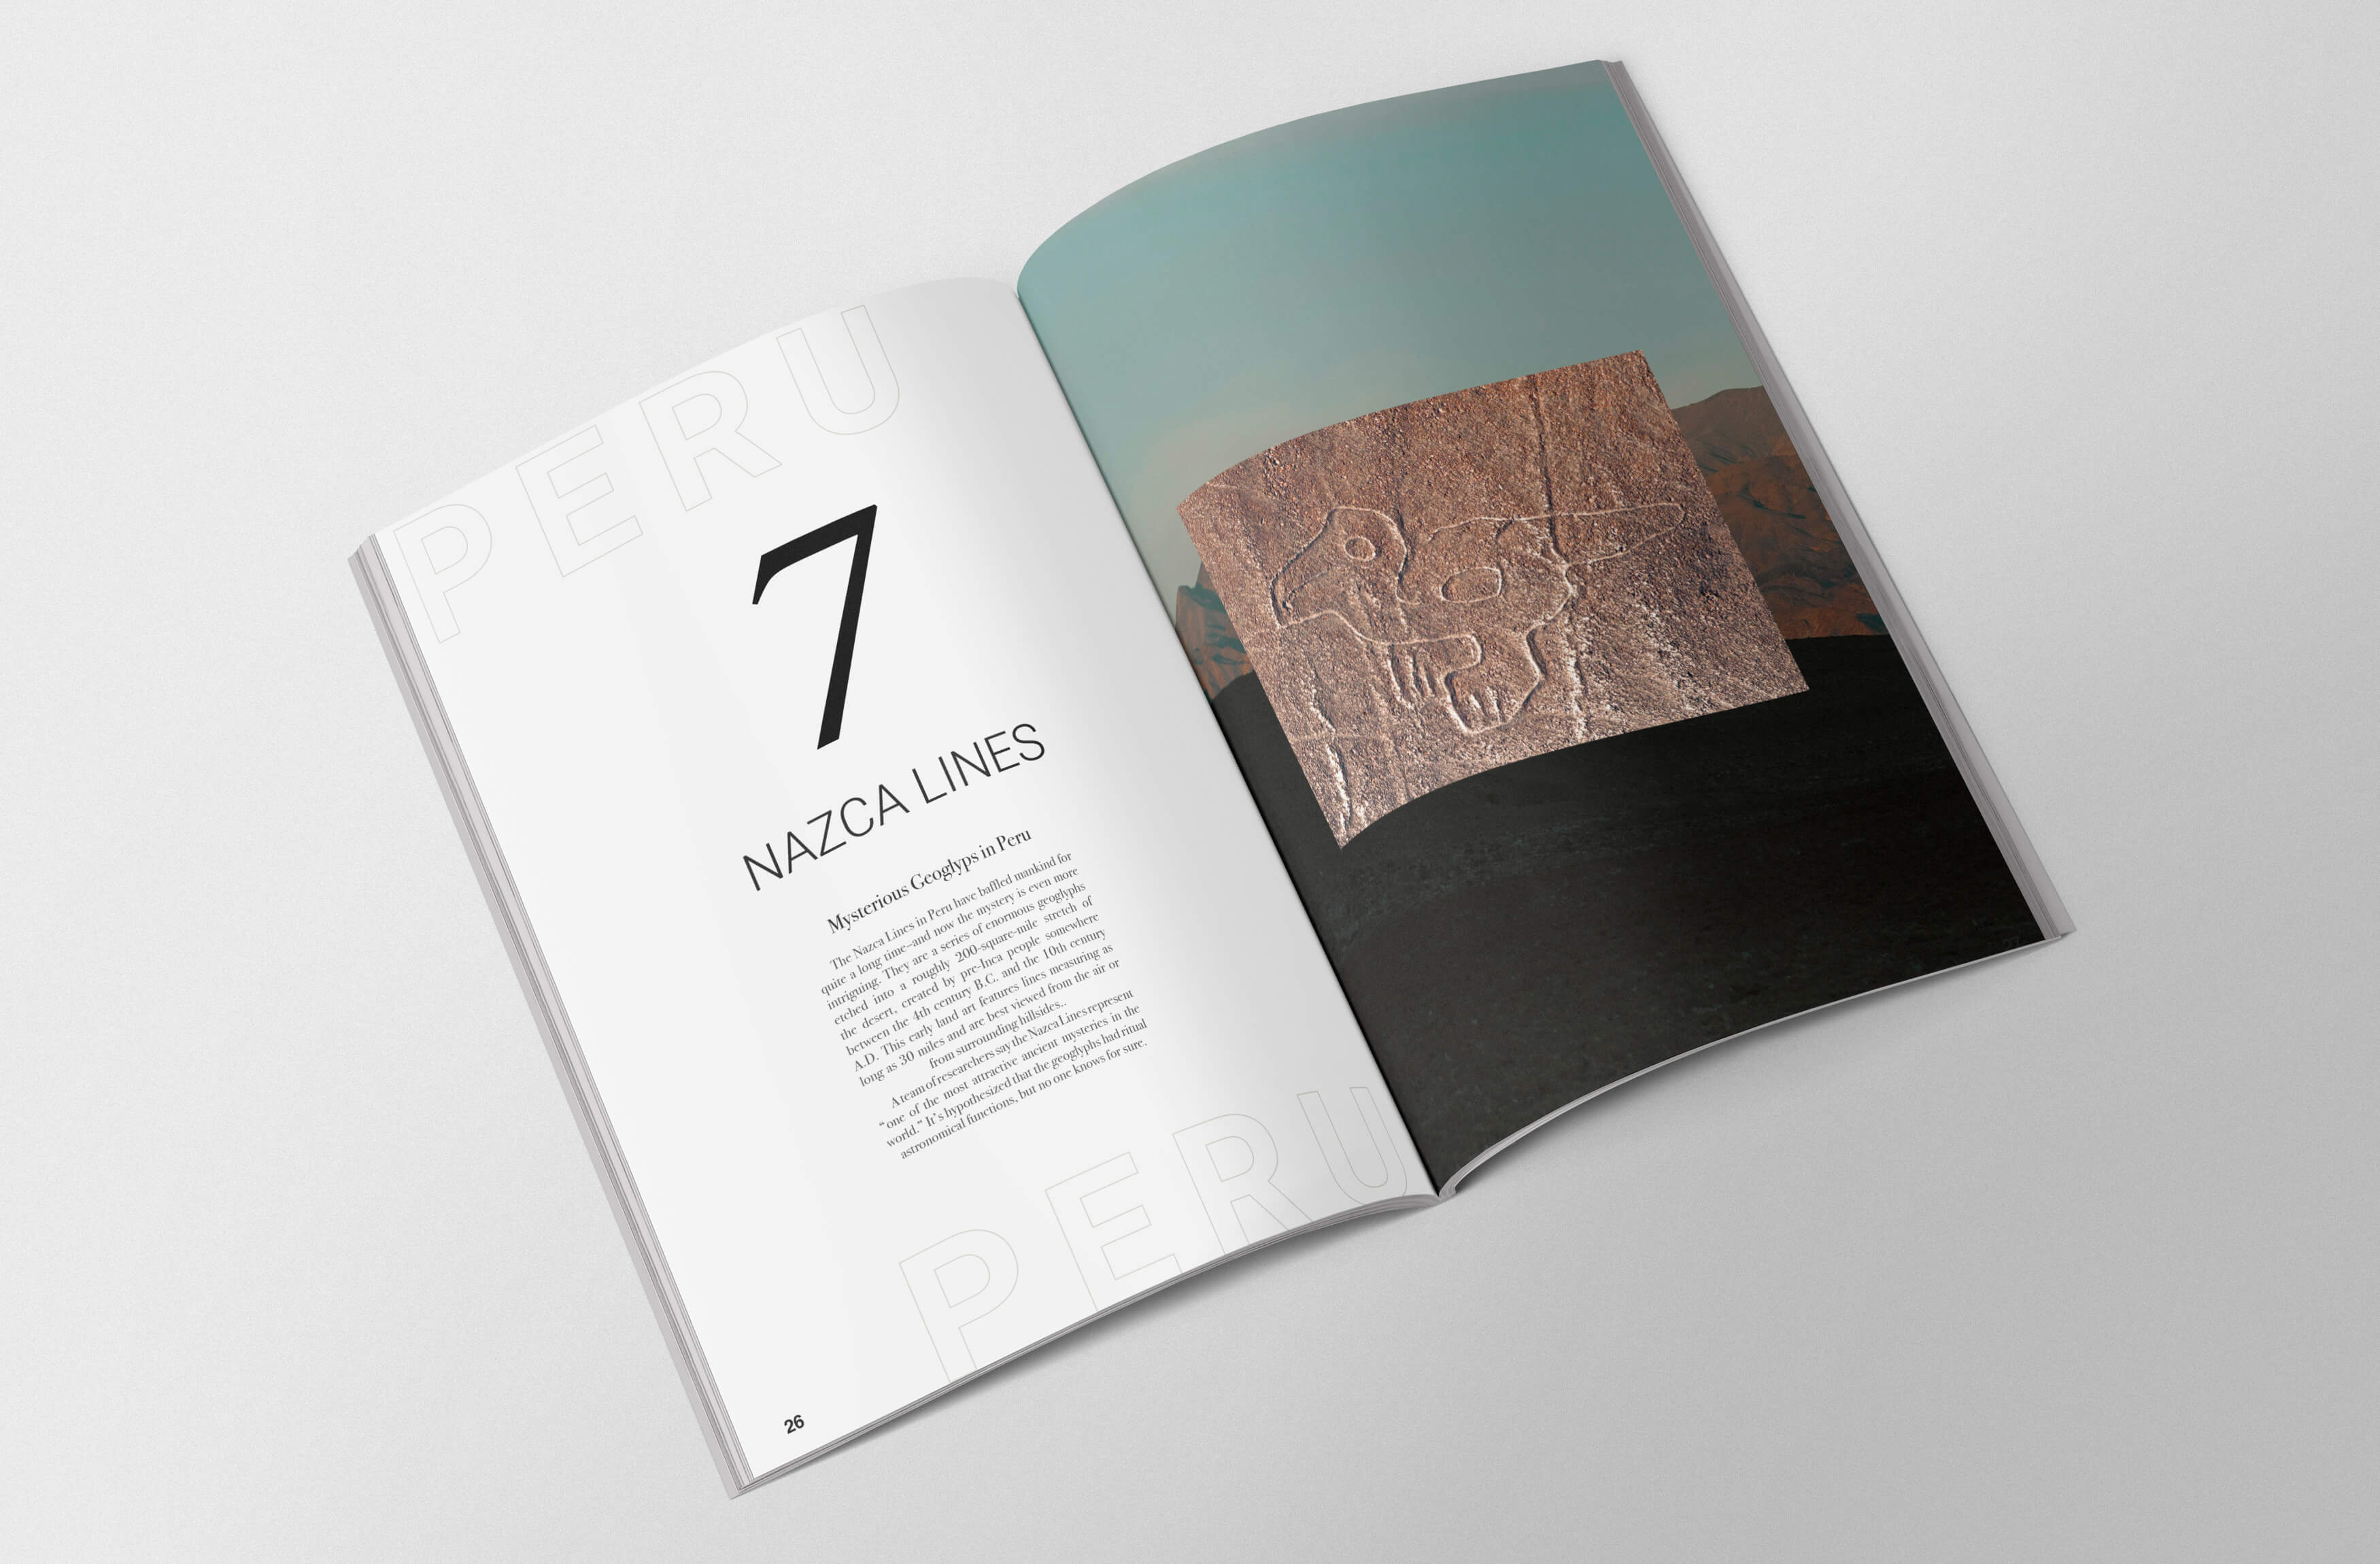 PERU
7
NAZCA LINES
Mysterious Geoglyps in Peru
The Nazca Lines in Peru have baffled mankind for
quite a long time–and now the mystery is even more
intriguing. They are a series of enormous geoglyphs
etched into a roughly 200-square-mile stretch of
the desert, created by pre-Inca people somewhere
between the 4th century B.C. and the 10th century
A.D. This early land art features lines measuring as
long as 30 miles and are best viewed from the air or
from surrounding hillsides..
A team of researchers say the Nazca Lines represent
“one of the most attractive ancient mysteries in the
world.” It’s hypothesized that the geoglyphs had ritual
astronomical functions, but no one knows for sure.
PERU
26
27